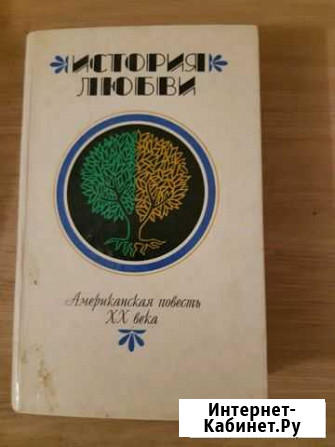 ИСТОРИЯ
ЛЮБВИ
Американская повесть
XX века
Интернет-
Кабинет.Ру